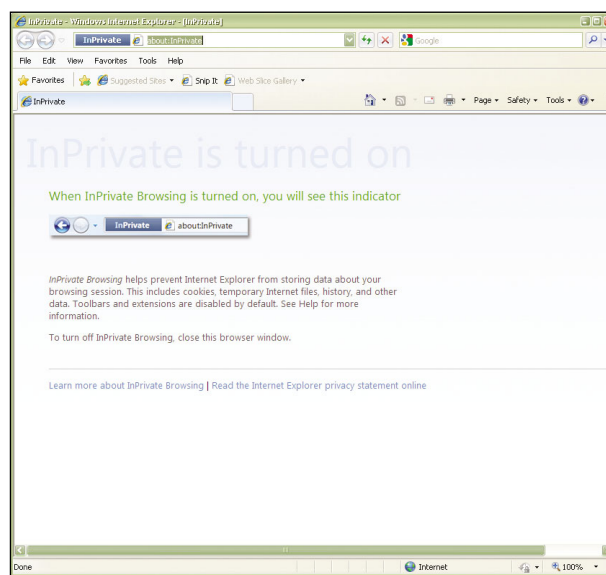 InPrivate - Windows Internet Explorer - [InPrivate]
InPrivate about:InPrivate Google
File Edit View Favorites Tools Help
Favorites Suggested Sites Snip It Web Slice Gallery
InPrivate Page Safety Tools
InPrivate is turned on
When InPrivate Browsing is turned on, you will see this indicator
InPrivate about:InPrivate
InPrivate Browsing helps prevent Internet Explorer from storing data about your
browsing session. This includes cookies, temporary Internet files, history, and other
data. Toolbars and extensions are disabled by default. See Help for more
information.
To turn off InPrivate Browsing, close this browser window.
Learn more about InPrivate Browsing | Read the Internet Explorer privacy statement online
Done Internet 100%